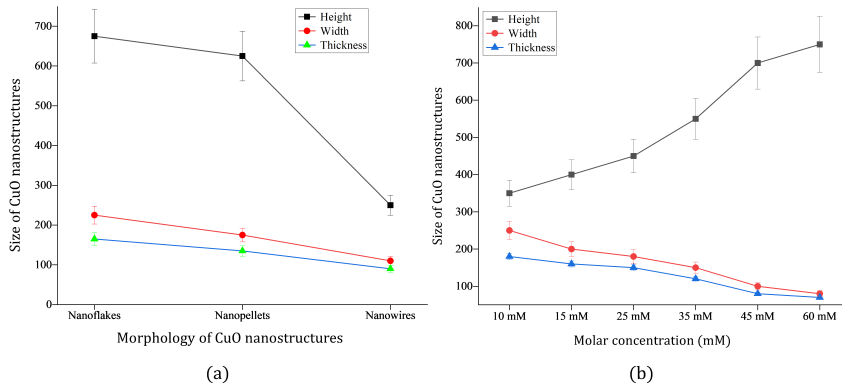 700
600
500
400
300
200
100
0
Size of CuO nanostructures
Height
Width
Thickness
Nanoflakes
Nanopellets
Nanowires
Morphology of CuO nanostructures
(a)
800
700
600
500
400
300
200
100
Size of CuO nanostructures
Height
Width
Thickness
10 mM
15 mM
25 mM
35 mM
45 mM
60 mM
Molar concentration (mM)
(b)